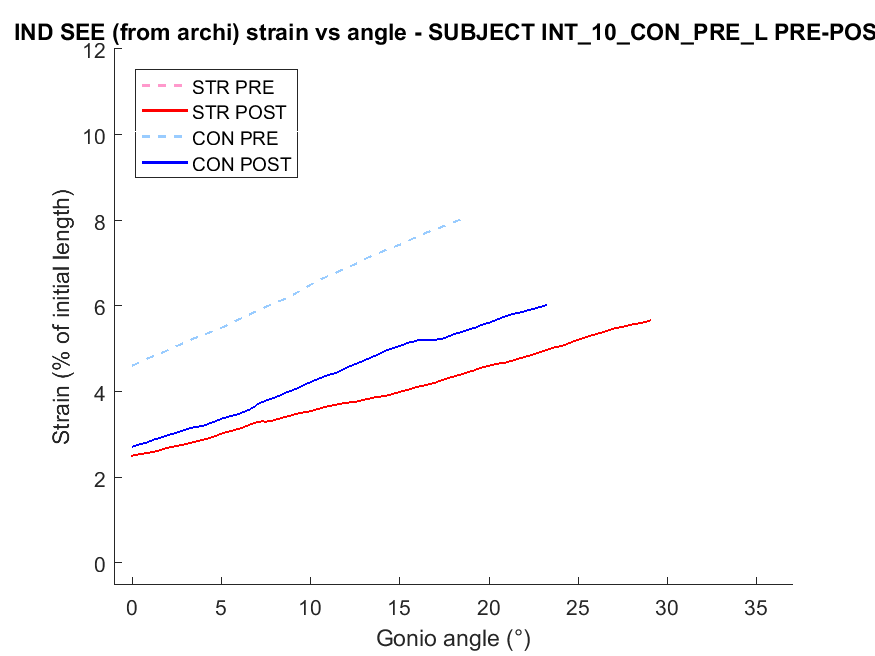 IND SEE (from archi) strain vs angle - SUBJECT INT_10_CON_PRE_L PRE-POS
12
10
8
6
4
2
0
STR PRE
STR POST
CON PRE
CON POST
Strain (% of initial length)
0 5 10 15 20 25 30 35
Gonio angle (°)